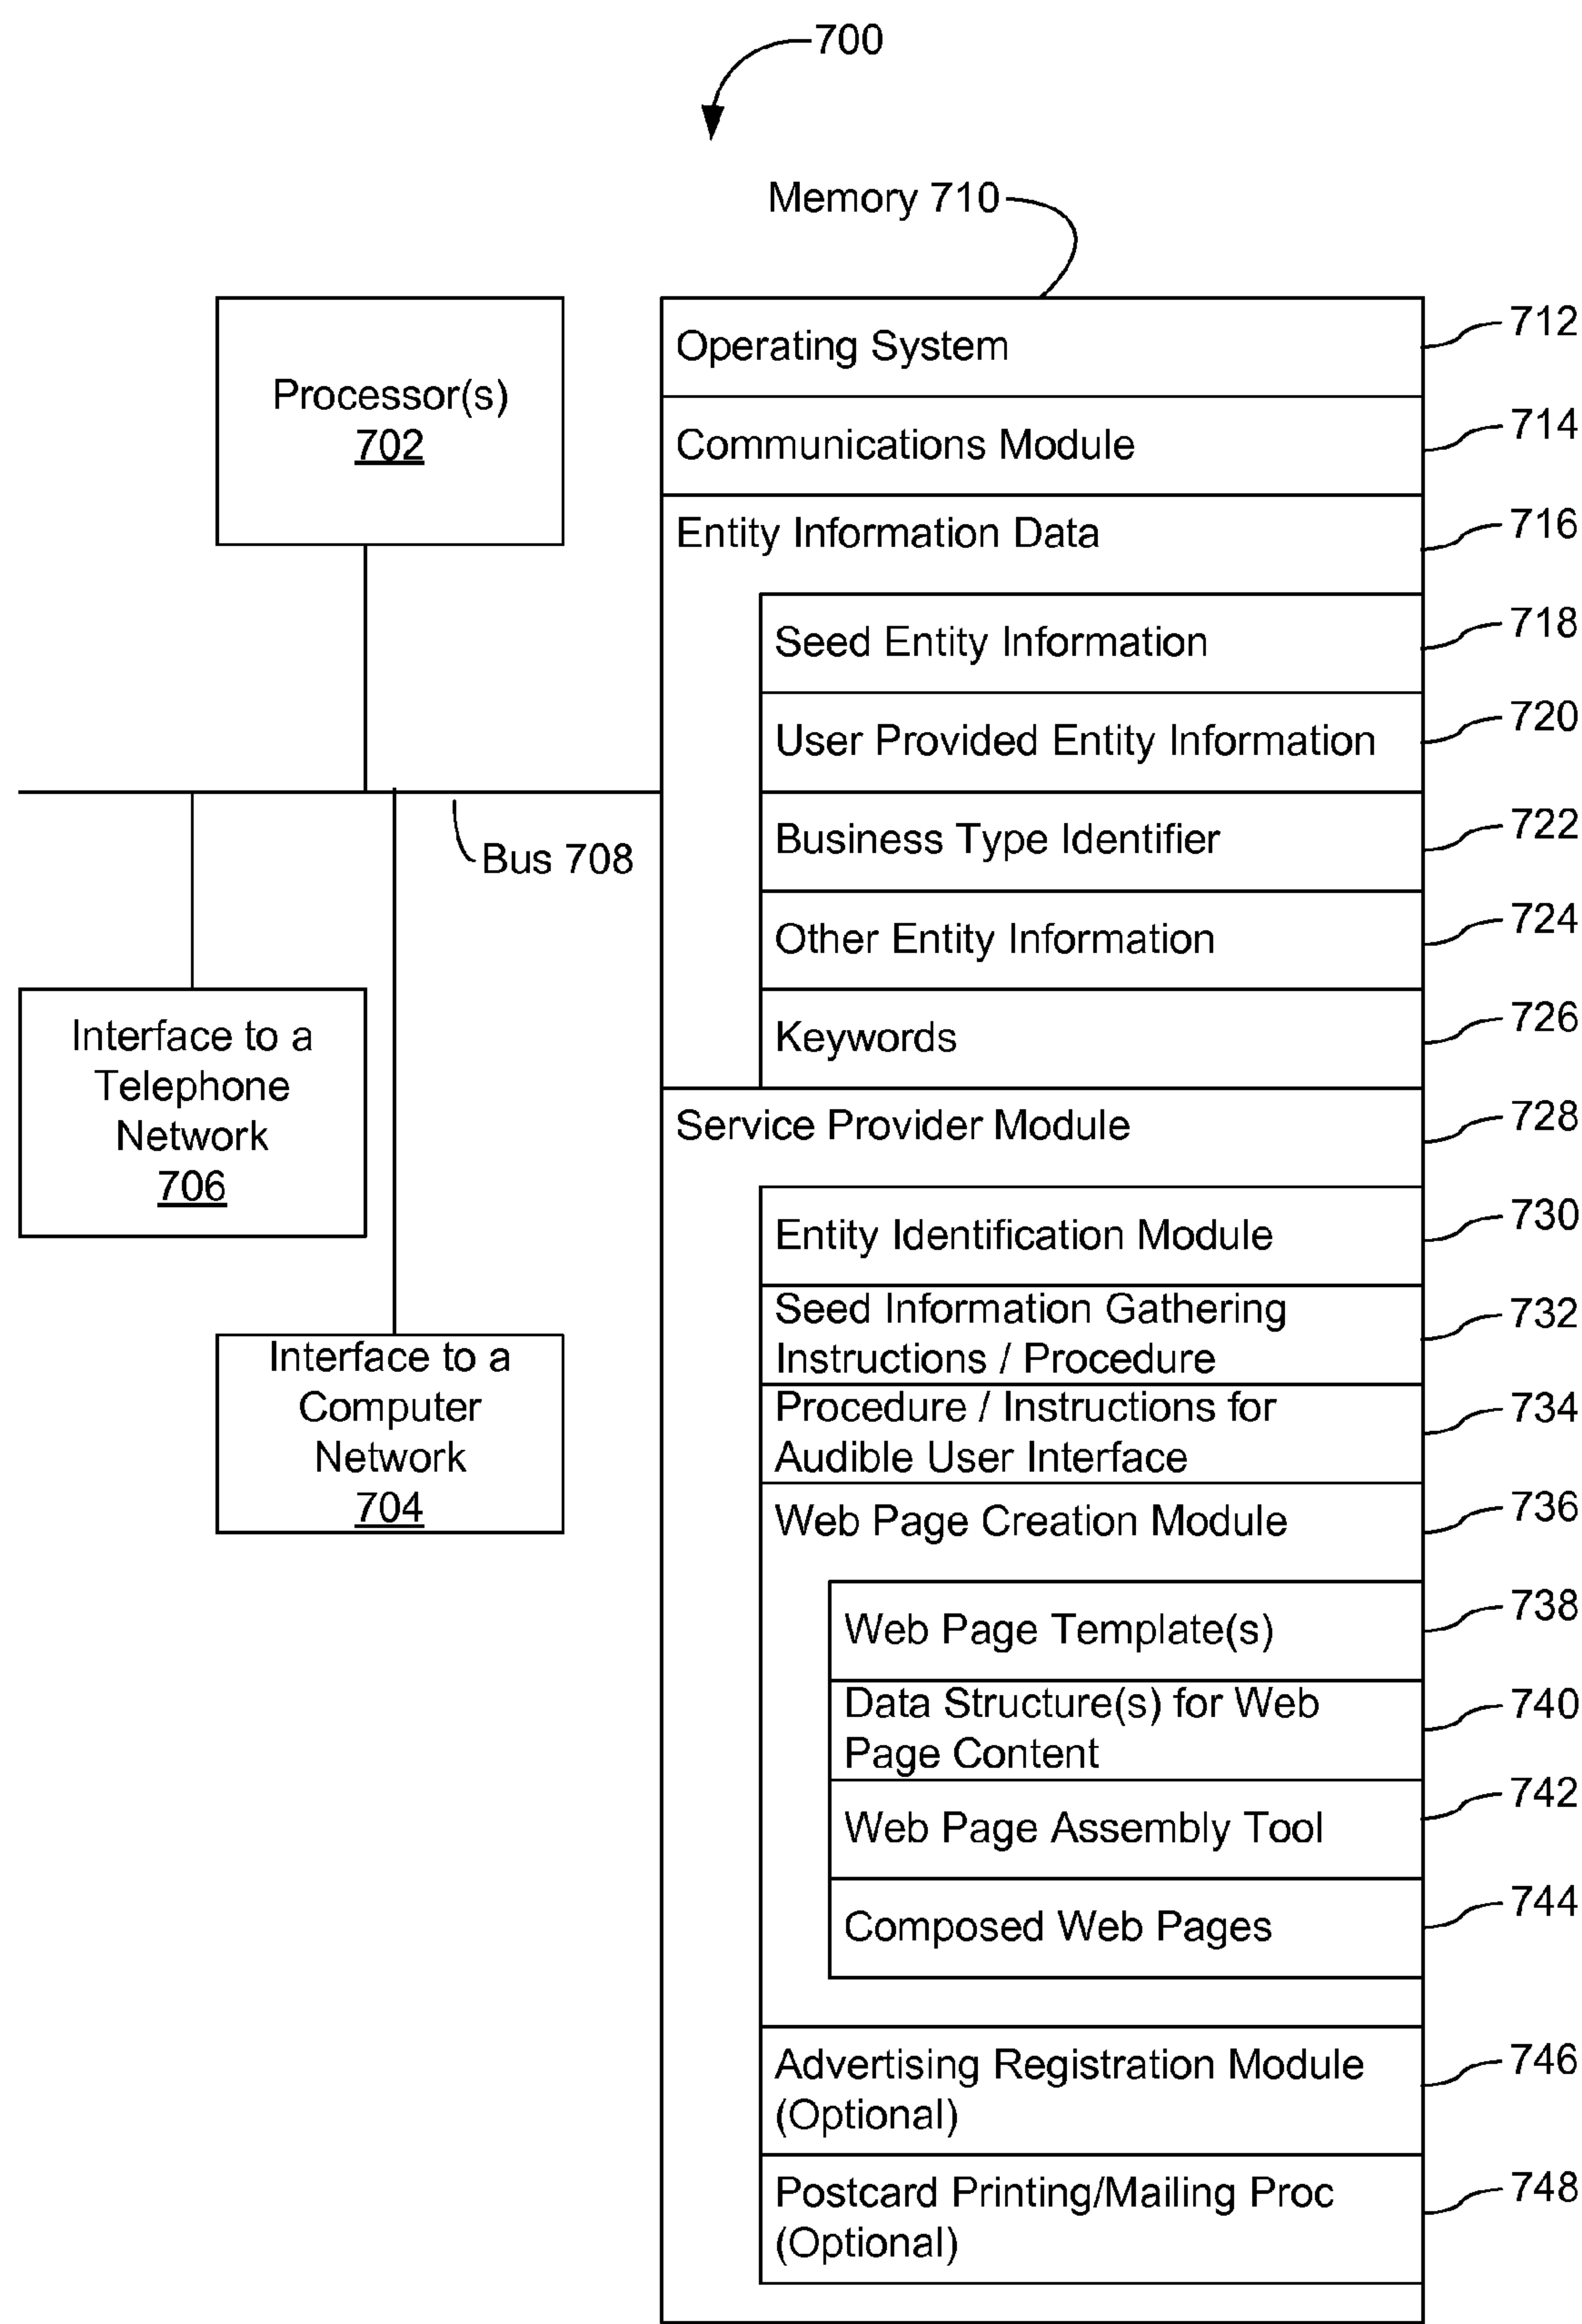 700
Memory 710
Processor(s)
702
Bus 708
Interface to a
Telephone
Network
706
Interface to a
Computer
Network
704
Operating System
712
Communications Module
714
Entity Information Data
716
Seed Entity Information
718
User Provided Entity Information
720
Business Type Identifier
722
Other Entity Information
724
Keywords
726
Service Provider Module
728
Entity Identification Module
730
Seed Information Gathering
Instructions / Procedure
732
Procedure / Instructions for
Audible User Interface
734
Web Page Creation Module
736
Web Page Template(s)
738
Data Structure(s) for Web
Page Content
740
Web Page Assembly Tool
742
Composed Web Pages
744
Advertising Registration Module
(Optional)
746
Postcard Printing/Mailing Proc
(Optional)
748